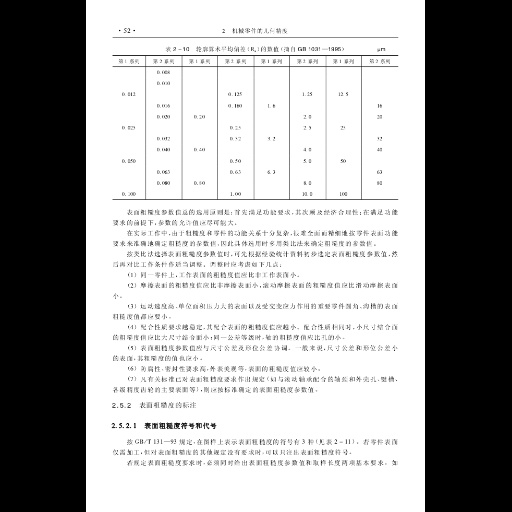 · 52 ·	2 机械零件的几何精度
表 2-10 轮廓算术平均偏差(Ra)的数值(摘自 GB 1031—1995) μm
第1系列 第2系列 第1系列 第2系列 第1系列 第2系列 第1系列 第2系列
0.008
0.010
0.012 0.125 1.25 12.5
0.016 0.160 1.6 16
0.020 0.20 2.0 20
0.025 0.25 2.5 25
0.032 0.32 3.2 32
0.040 0.40 4.0 40
0.050 0.50 5.0 50
0.063 0.63 6.3 63
0.080 0.80 8.0 80
0.100 1.00 10.0 100
表面粗糙度参数值总的选用原则是:首先满足功能要求,其次顾及经济合理性;在满足功能
要求的前提下,参数的允许值应尽可能大。
在实际工作中,由于粗糙度和零件的功能关系十分复杂,很难全面而精细地按零件表面功能
要求来准确地确定粗糙度的参数值,因此具体选用时多用类比法来确定粗糙度的参数值。
按类比法选择表面粗糙度参数值时,可先根据经验统计资料初步选定表面粗糙度参数值,然
后再对比工作条件作适当调整。调整时应考虑如下几点:
(1) 同一零件上,工作表面的粗糙度值应比非工作表面小。
(2) 摩擦表面的粗糙度值应比非摩擦表面小,滚动摩擦表面的粗糙度值应比滑动摩擦表面
小。
(3) 运动速度高、单位面积压力大的表面以及受交变应力作用的重要零件圆角、沟槽的表面
粗糙度值都应要小。
(4) 配合性质要求越稳定,其配合表面的粗糙度值应越小。配合性质相同时,小尺寸结合面
的粗糙度值应比大尺寸结合面小;同一公差等级时,轴的粗糙度值应比孔的小。
(5) 表面粗糙度参数值应与尺寸公差及形位公差协调。一般来说,尺寸公差和形位公差小
的表面,其粗糙度的值也应小。
(6) 防腐性、密封性要求高,外表美观等,表面的粗糙度值应较小。
(7) 凡有关标准已对表面粗糙度要求作出规定(如与滚动轴承配合的轴颈和外壳孔、键槽、
各级精度齿轮的主要表面等),则应按标准确定的表面粗糙度参数值。
2.5.2 表面粗糙度的标注
2.5.2.1 表面粗糙度符号和代号
按 GB/T 131—93 规定,在图样上表示表面粗糙度的符号有 3 种(见表 2-11)。若零件表面
仅需加工,但对表面粗糙度的其他规定没有要求时,可以只注出表面粗糙度符号。
若规定表面粗糙度要求时,必须同时给出表面粗糙度参数值和取样长度两项基本要求。如